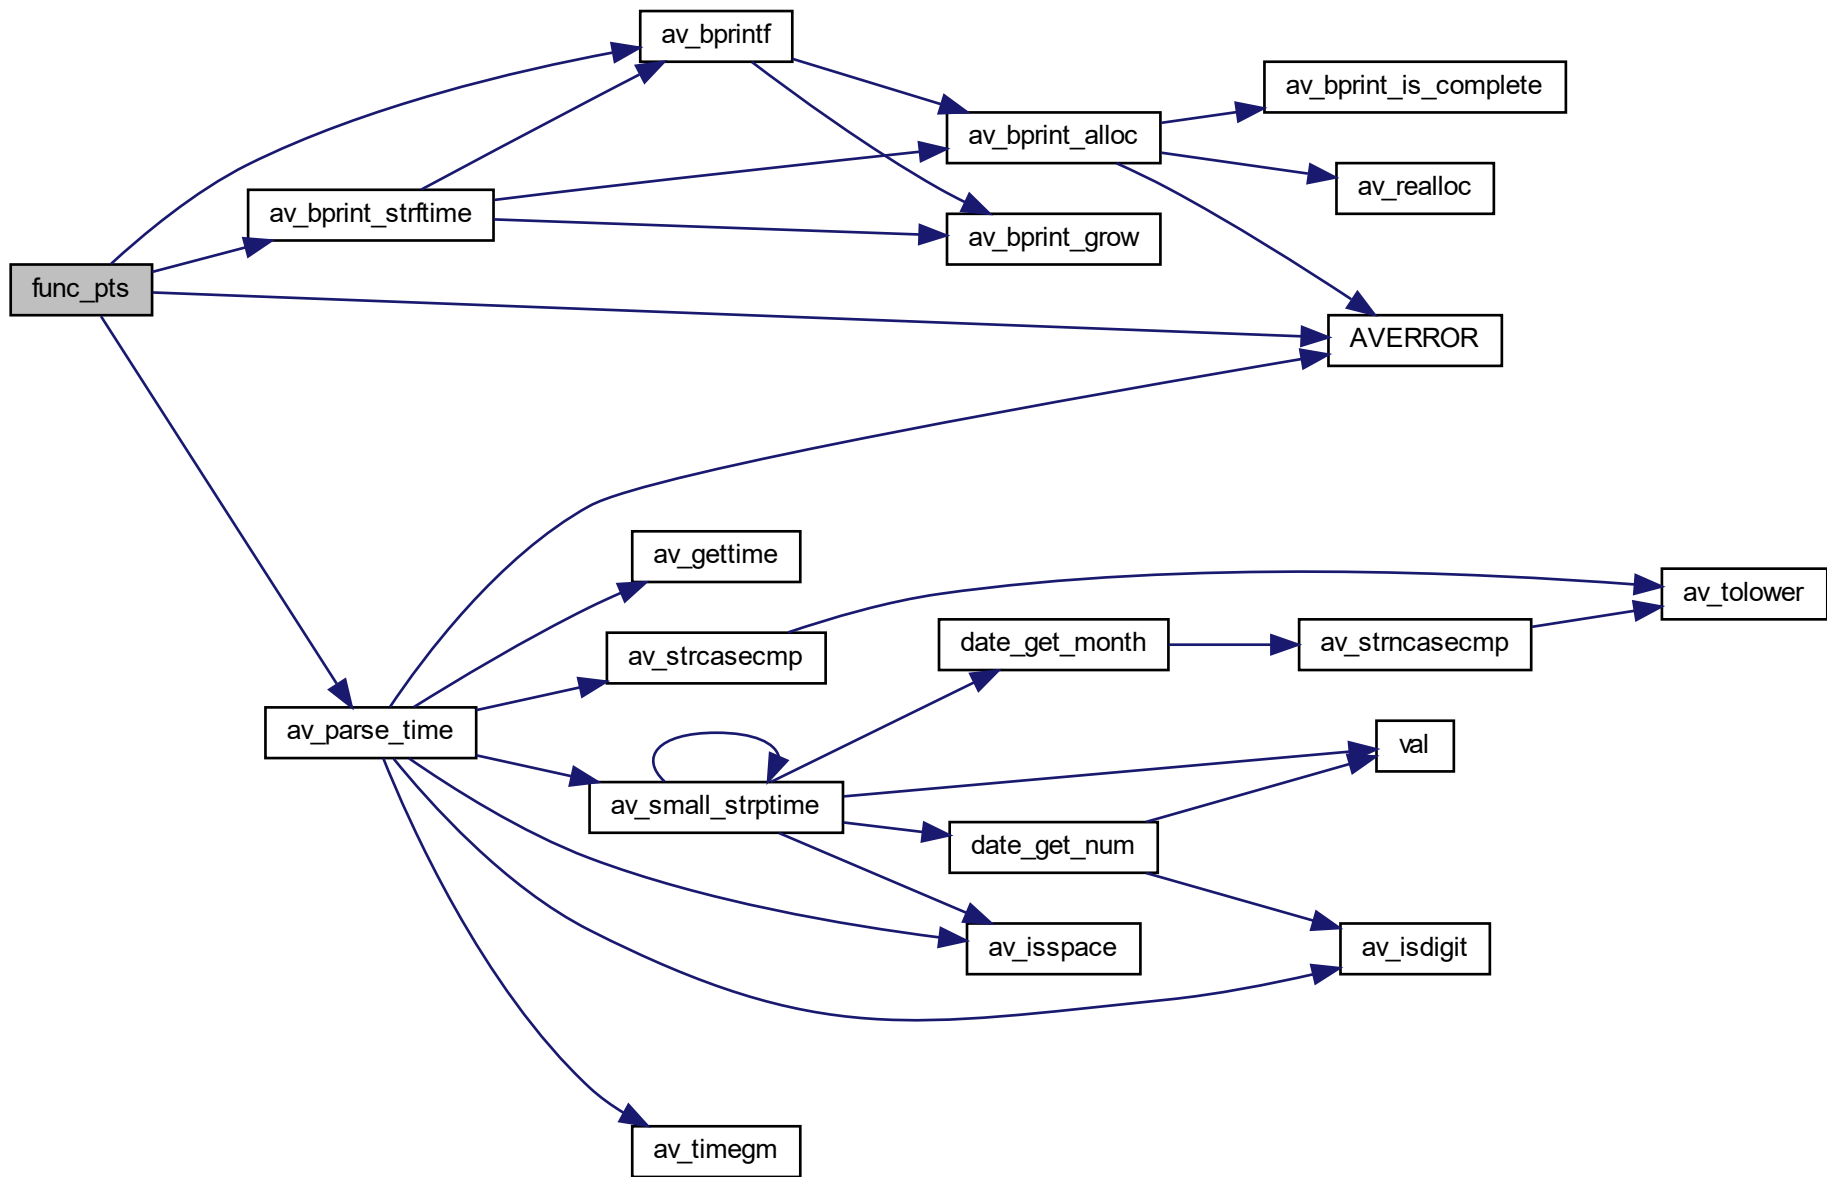 av_bprintf
av_bprint_is_complete
av_bprint_alloc
av_realloc
av_bprint_strftime
av_bprint_grow
func_pts
AVERROR
av_gettime
av_tolower
av_strcasecmp
date_get_month
av_strncasecmp
av_parse_time
val
av_small_strptime
date_get_num
av_isspace
av_isdigit
av_timegm